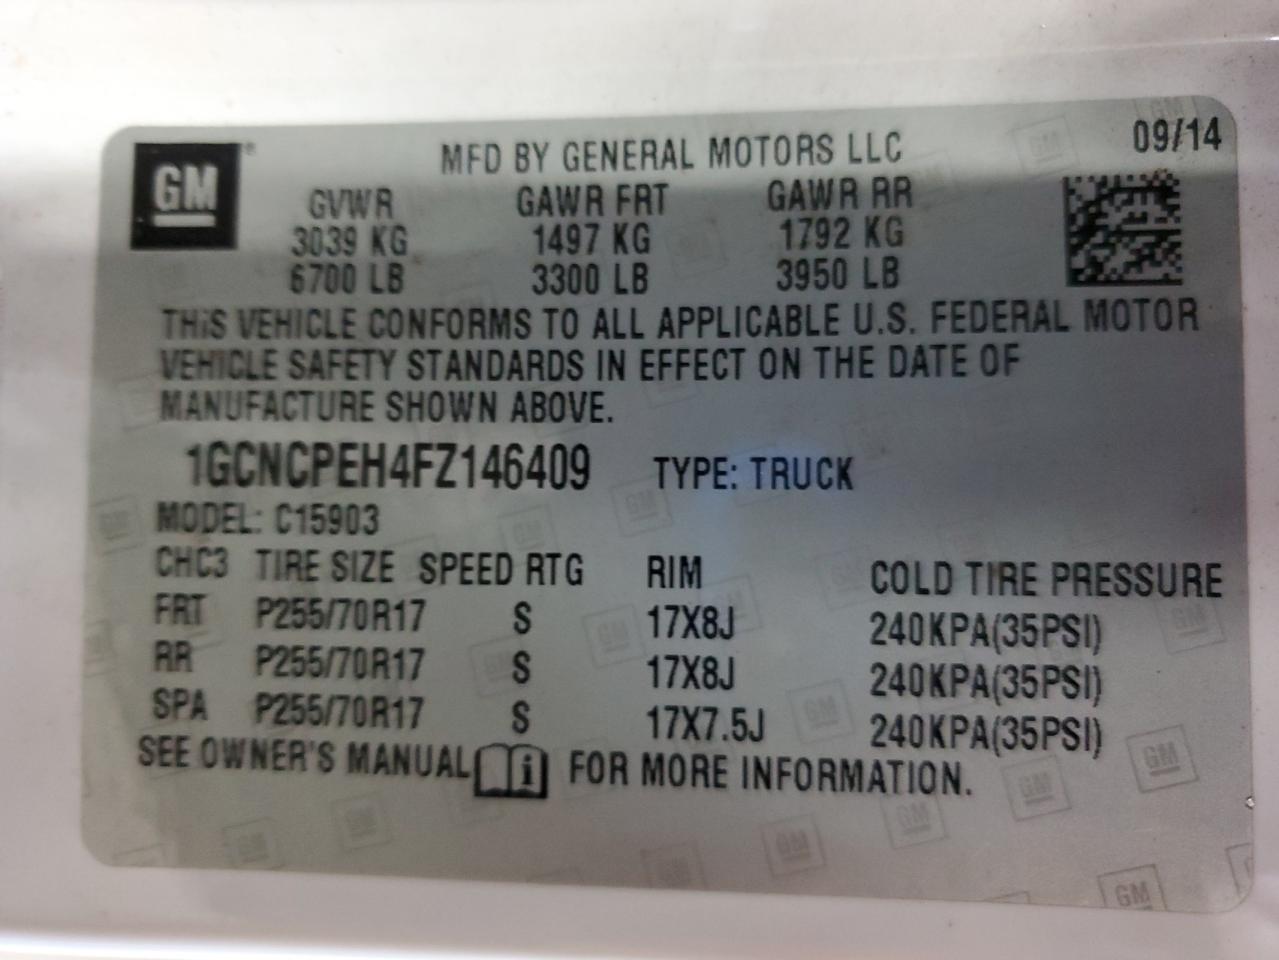 GM
MFD BY GENERAL MOTORS LLC 09/14
GVWR GAWR FRT GAWR RR
3039 KG 1497 KG 1792 KG
6700 LB 3300 LB 3950 LB
THIS VEHICLE CONFORMS TO ALL APPLICABLE U.S. FEDERAL MOTOR
VEHICLE SAFETY STANDARDS IN EFFECT ON THE DATE OF
MANUFACTURE SHOWN ABOVE.
1GCNCPEH4FZ146409 TYPE: TRUCK
MODEL: C15903
CHC3 TIRE SIZE SPEED RTG RIM COLD TIRE PRESSURE
FRT P255/70R17 S 17X8J 240KPA(35PSI)
RR P255/70R17 S 17X8J 240KPA(35PSI)
SPA P255/70R17 S 17X7.5J 240KPA(35PSI)
SEE OWNER'S MANUAL i FOR MORE INFORMATION.